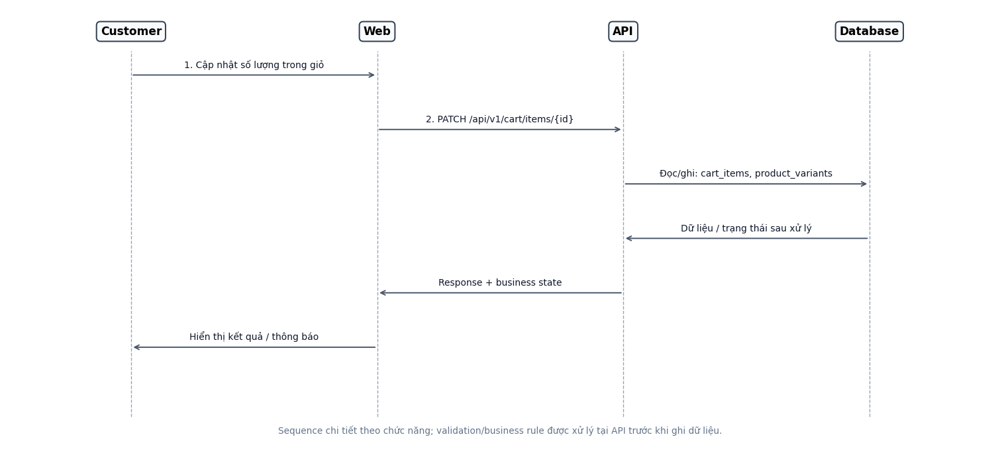 Customer
Web
API
Database
1. Cập nhật số lượng trong giỏ
2. PATCH /api/v1/cart/items/{id}
Đọc/ghi: cart_items, product_variants
Dữ liệu / trạng thái sau xử lý
Response + business state
Hiển thị kết quả / thông báo
Sequence chi tiết theo chức năng; validation/business rule được xử lý tại API trước khi ghi dữ liệu.